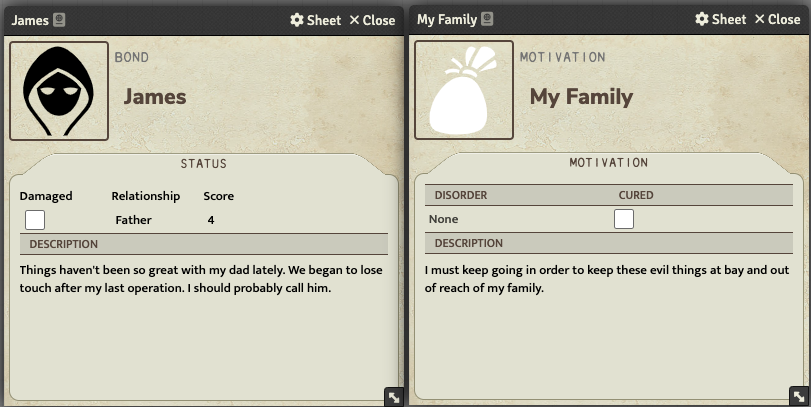 James Sheet Close
BOND
James
STATUS
Damaged Relationship Score
Father 4
DESCRIPTION
Things haven't been so great with my dad lately. We began to lose
touch after my last operation. I should probably call him.
My Family Sheet Close
MOTIVATION
My Family
MOTIVATION
DISORDER CURED
None
DESCRIPTION
I must keep going in order to keep these evil things at bay and out
of reach of my family.